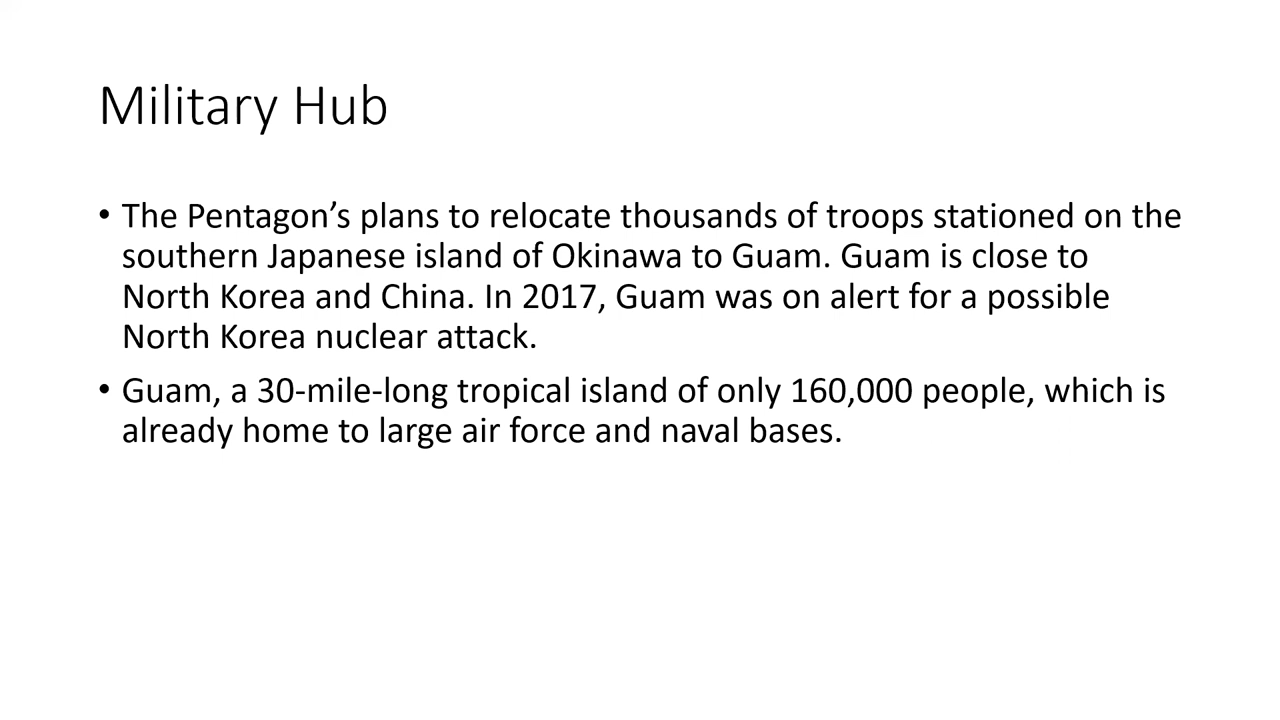 Military Hub
• The Pentagon’s plans to relocate thousands of troops stationed on the
southern Japanese island of Okinawa to Guam. Guam is close to
North Korea and China. In 2017, Guam was on alert for a possible
North Korea nuclear attack.
• Guam, a 30-mile-long tropical island of only 160,000 people, which is
already home to large air force and naval bases.